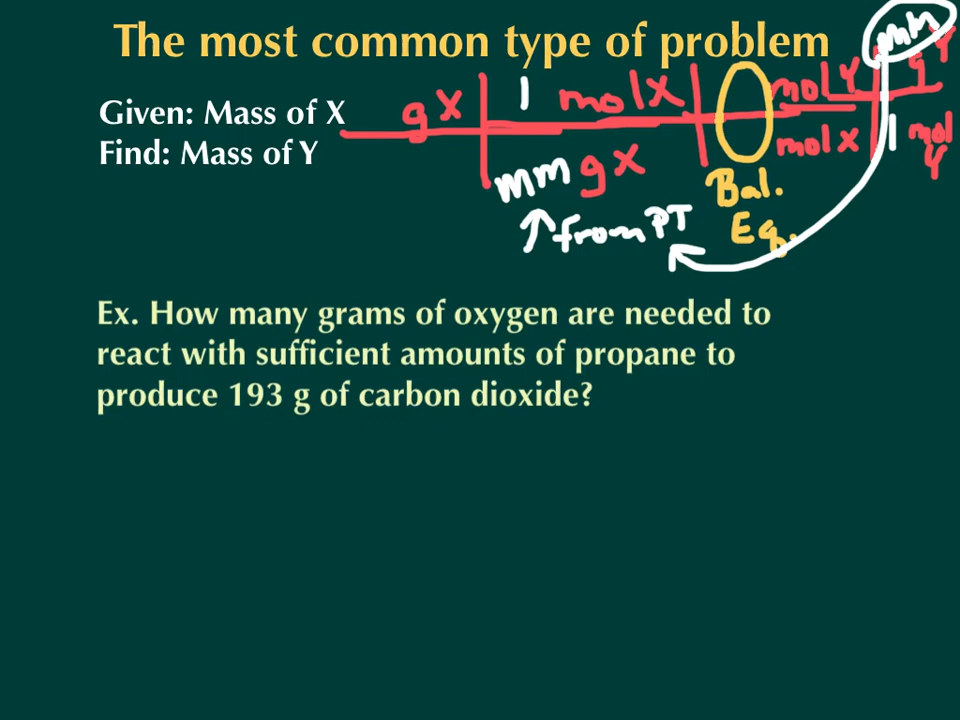 The most common type of problem
Given: Mass of X
Find: Mass of Y
g X 1 mol X mol Y mm g Y
mm g X mol X 1 mol Y
Bal. Eq.
↑ from PT
Ex. How many grams of oxygen are needed to
react with sufficient amounts of propane to
produce 193 g of carbon dioxide?